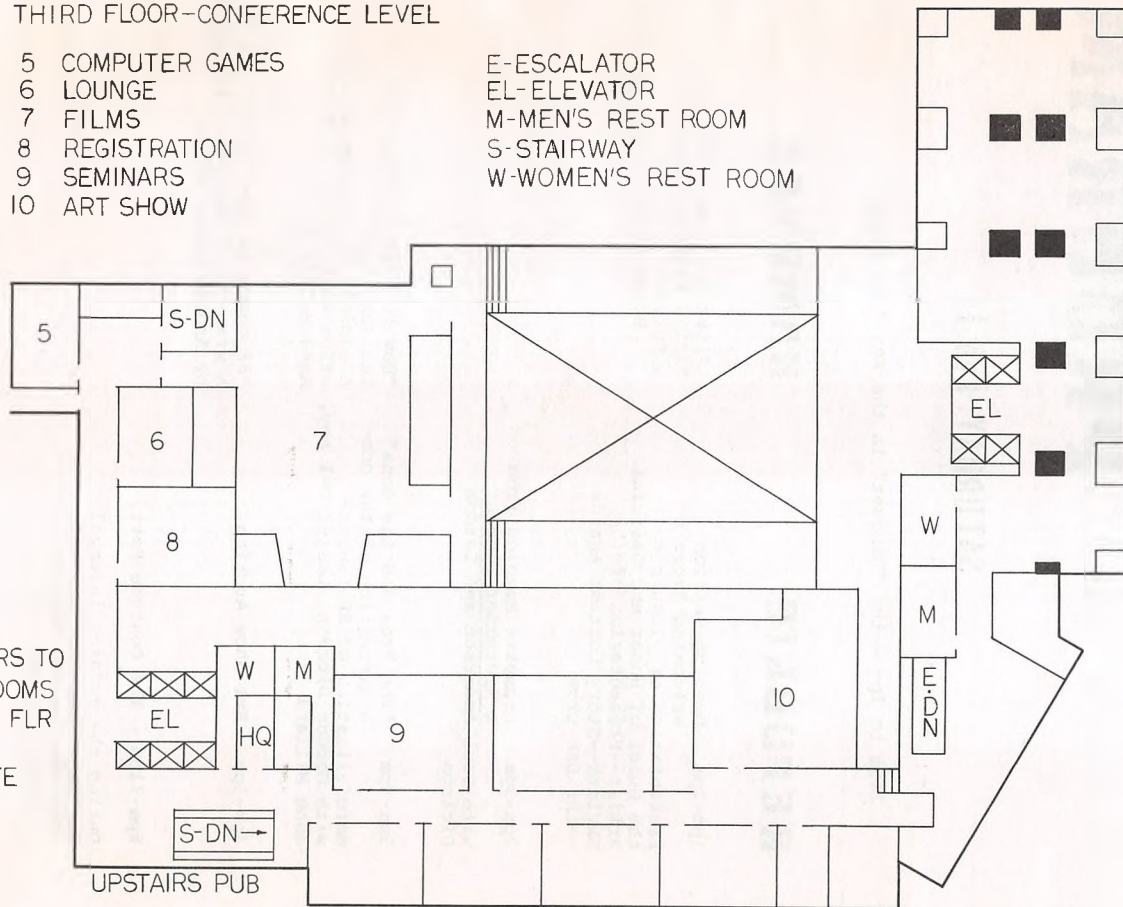 THIRD FLOOR-CONFERENCE LEVEL
5 COMPUTER GAMES
6 LOUNGE
7 FILMS
8 REGISTRATION
9 SEMINARS
10 ART SHOW
E-ESCALATOR
EL-ELEVATOR
M-MEN'S REST ROOM
S-STAIRWAY
W-WOMEN'S REST ROOM
5
S-DN
6
7
8
EL
W
M
W
M
E.DN
10
9
RS TO
OOMS
FLR
TE
W
M
EL
HQ
S-DN→
UPSTAIRS PUB